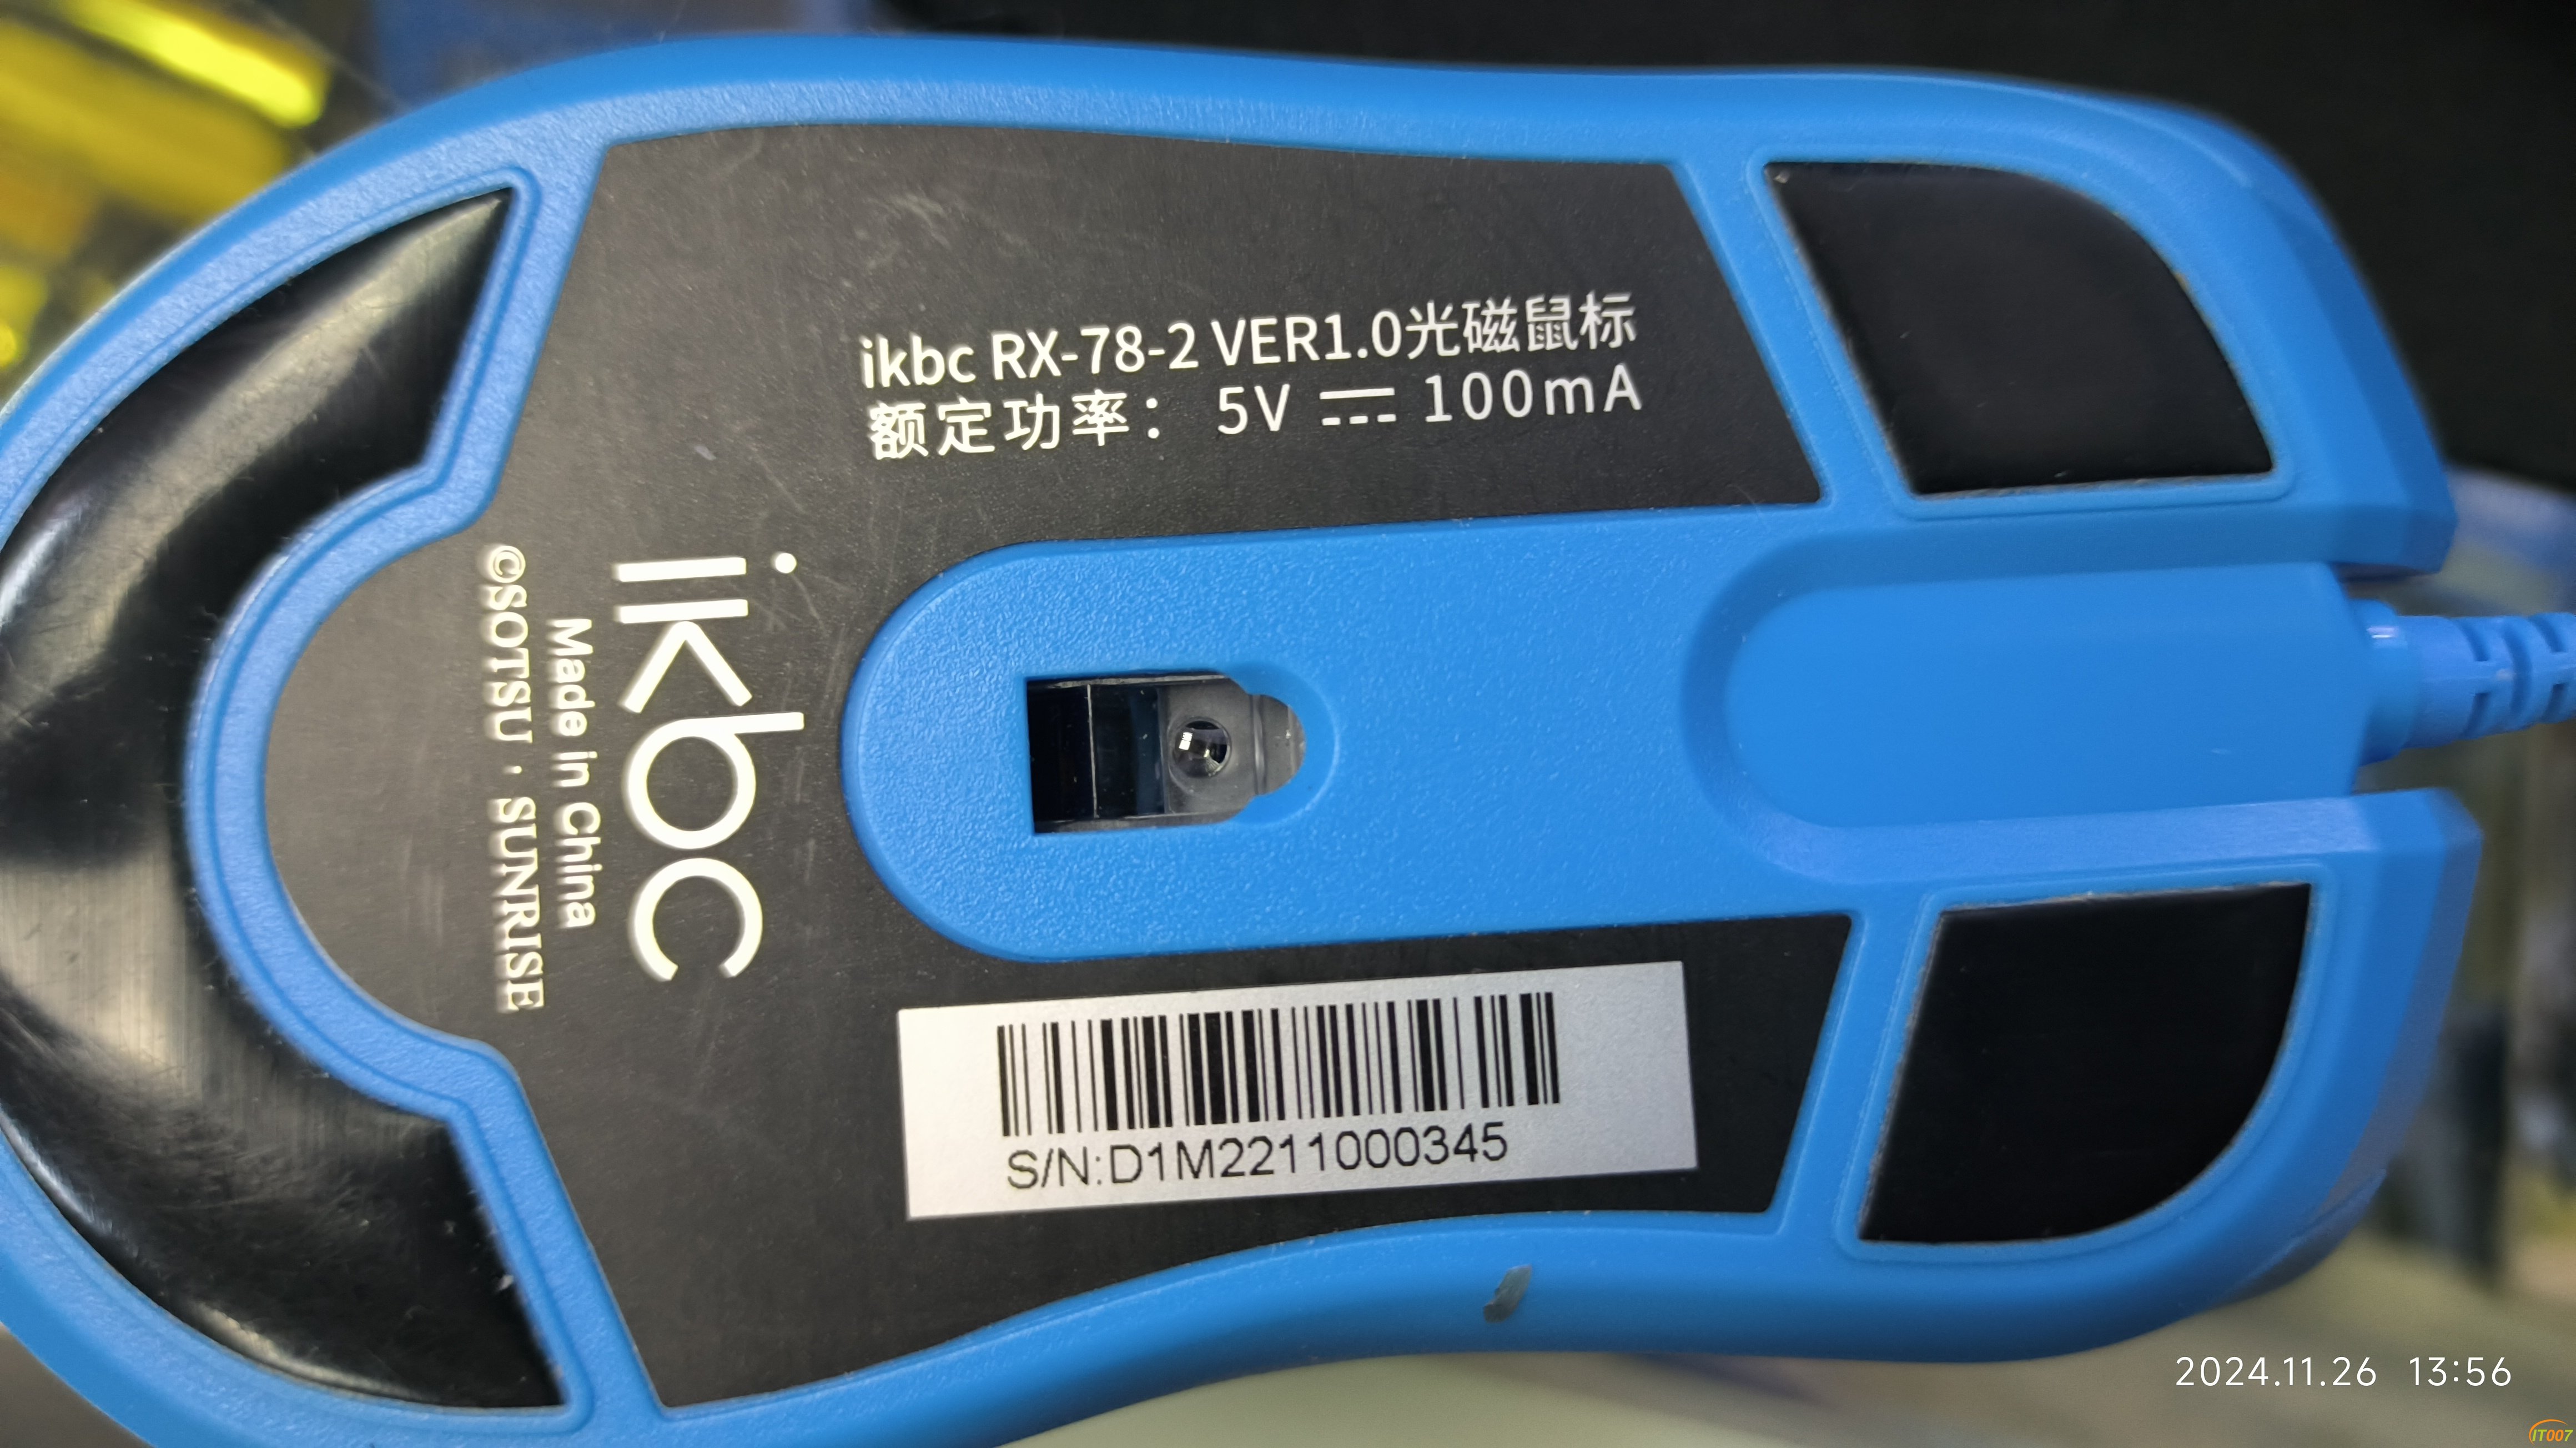 ikbc RX-78-2 VER1.0光磁鼠标
额定功率： 5V ⎓ 100mA
ikbc
Made in China
©SOTSU · SUNRISE
S/N:D1M2211000345
2024.11.26 13:56
IT007